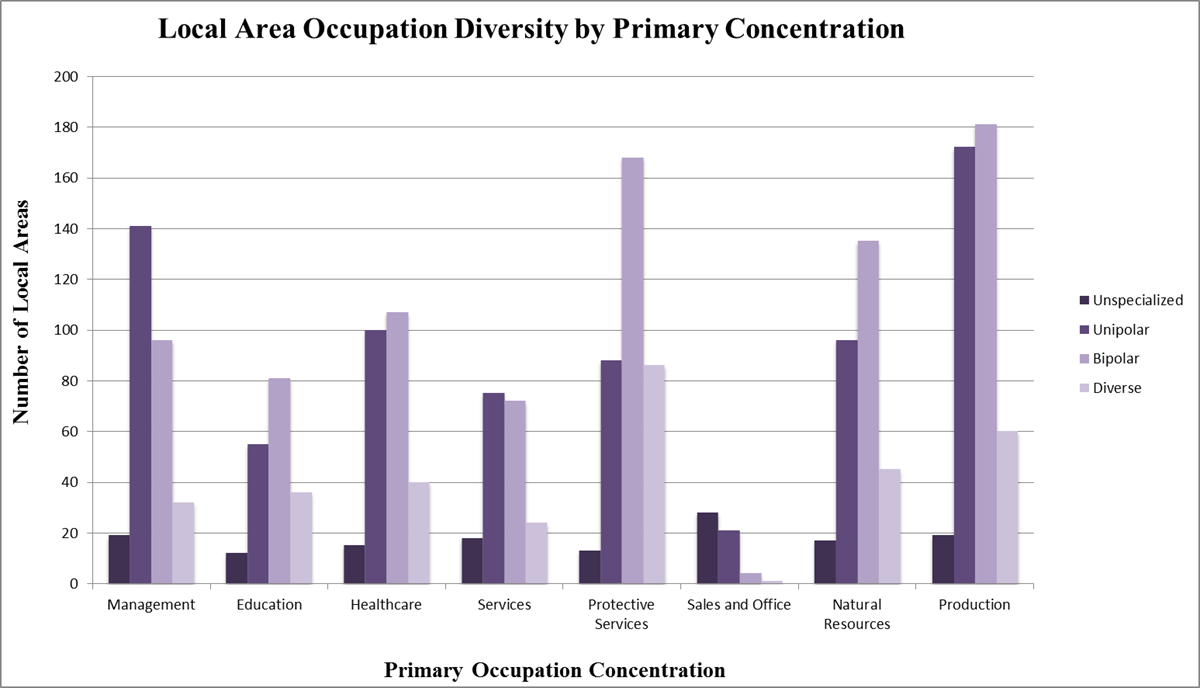 Local Area Occupation Diversity by Primary Concentration
Number of Local Areas
200
180
160
140
120
100
80
60
40
20
0
Management
Education
Healthcare
Services
Protective
Services
Sales and Office
Natural
Resources
Production
Primary Occupation Concentration
Unspecialized
Unipolar
Bipolar
Diverse